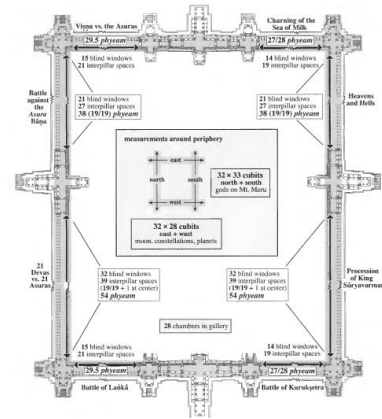 Viṣṇu vs. the Asuras
Churning of the
Sea of Milk
29.5 phyeam
27/28 phyeam
15 blind windows
21 interpillar spaces
14 blind windows
19 interpillar spaces
Battle
against
the
Asura
Bāṇa
21 blind windows
27 interpillar spaces
38 (19/19) phyeam
21 blind windows
27 interpillar spaces
38 (19/19) phyeam
Heavens
and Hells
measurements around periphery
east
north
south
west
32 × 33 cubits
north + south
gods on Mt. Meru
32 × 28 cubits
east + west
moon, constellations, planets
21
Devas
vs. 21
Asuras
32 blind windows
39 interpillar spaces
(19/19 + 1 at center)
54 phyeam
32 blind windows
39 interpillar spaces
(19/19 + 1 at center)
54 phyeam
Procession
of King
Sūryavarman
28 chambers in gallery
15 blind windows
21 interpillar spaces
14 blind windows
19 interpillar spaces
29.5 phyeam
27/28 phyeam
Battle of Laṅkā
Battle of Kurukṣetra